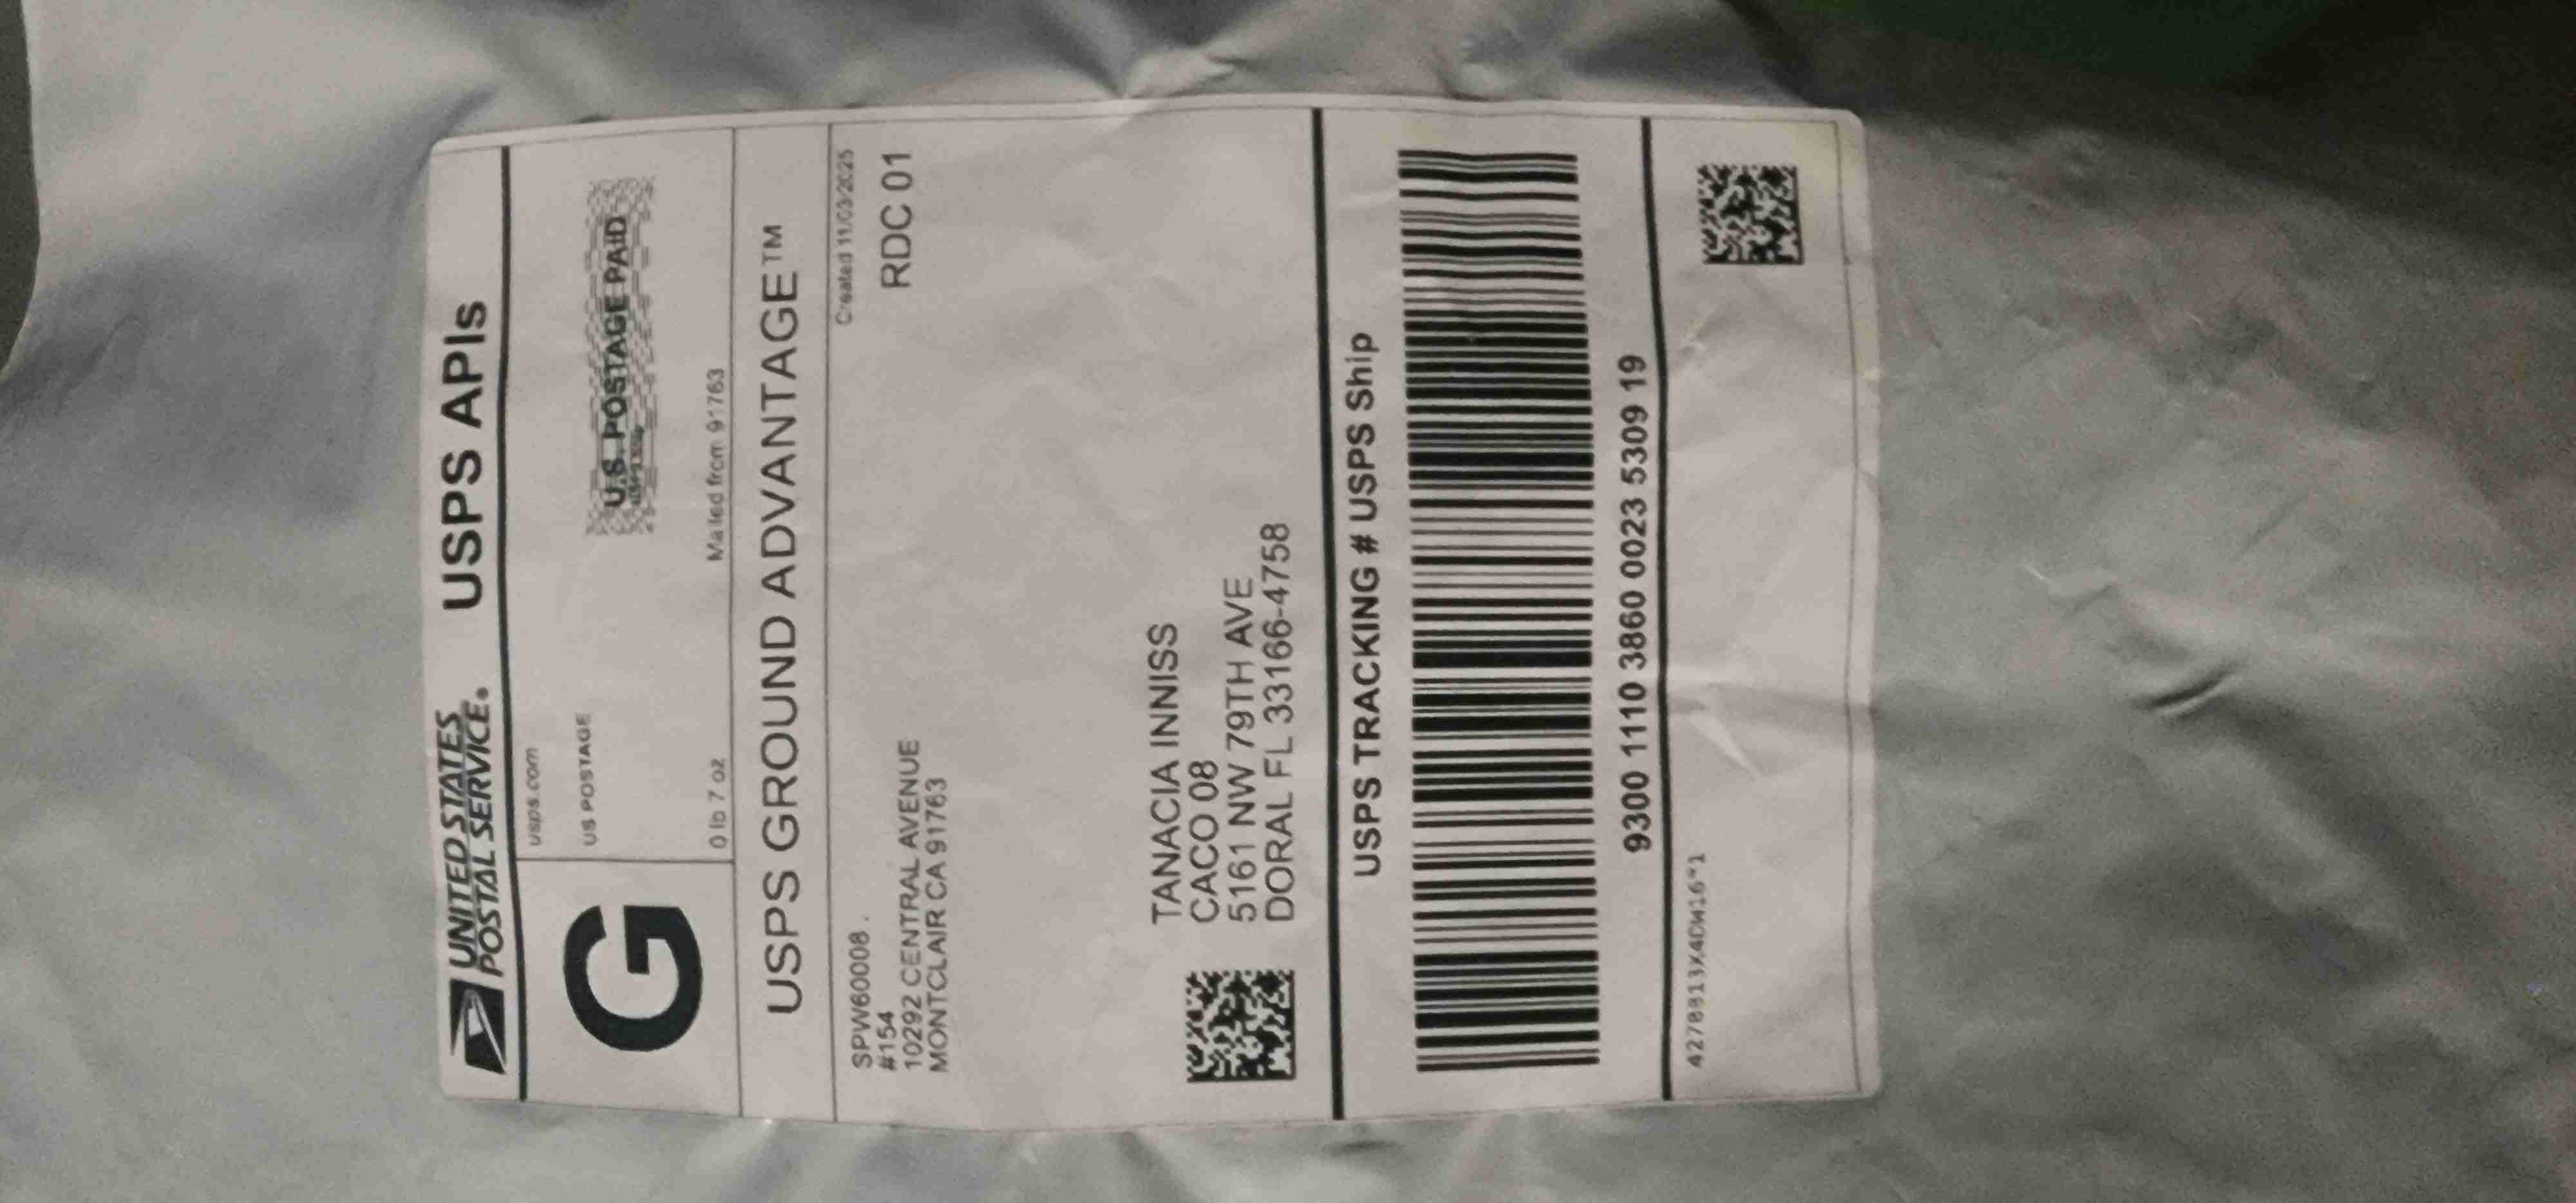 UNITED STATES
POSTAL SERVICE.
USPS APIs
G
usps.com
US POSTAGE
U.S. POSTAGE PAID
0 lb 7 oz
Mailed from 91763
USPS GROUND ADVANTAGE™
Created 11/03/2025
RDC 01
SPW60008 .
#154
10292 CENTRAL AVENUE
MONTCLAIR CA 91763
TANACIA INNISS
CACO 08
5161 NW 79TH AVE
DORAL FL 33166-4758
USPS TRACKING # USPS Ship
9300 1110 3860 0023 5309 19